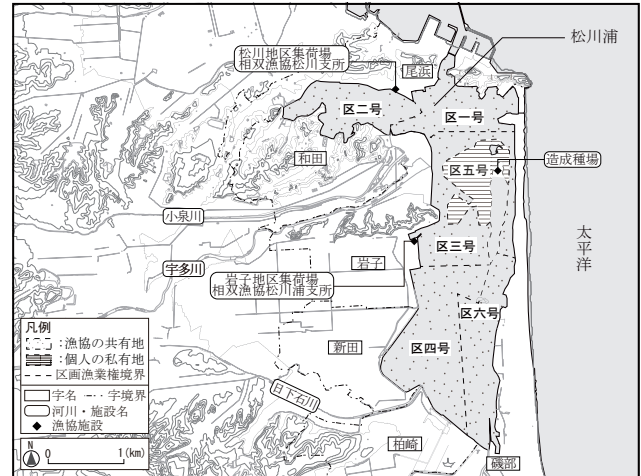 松川浦
松川地区集荷場
相双漁協松川支所
尾浜
区二号
区一号
和田
区五号
造成種場
小泉川
太平洋
区三号
宇多川
岩子
岩子地区集荷場
相双漁協松川浦支所
区六号
新田
区四号
日下石川
柏崎
磯部
凡例
:漁協の共有地
:個人の私有地
区画漁業権境界
字名
字境界
河川・施設名
漁協施設
N
0 1(km)